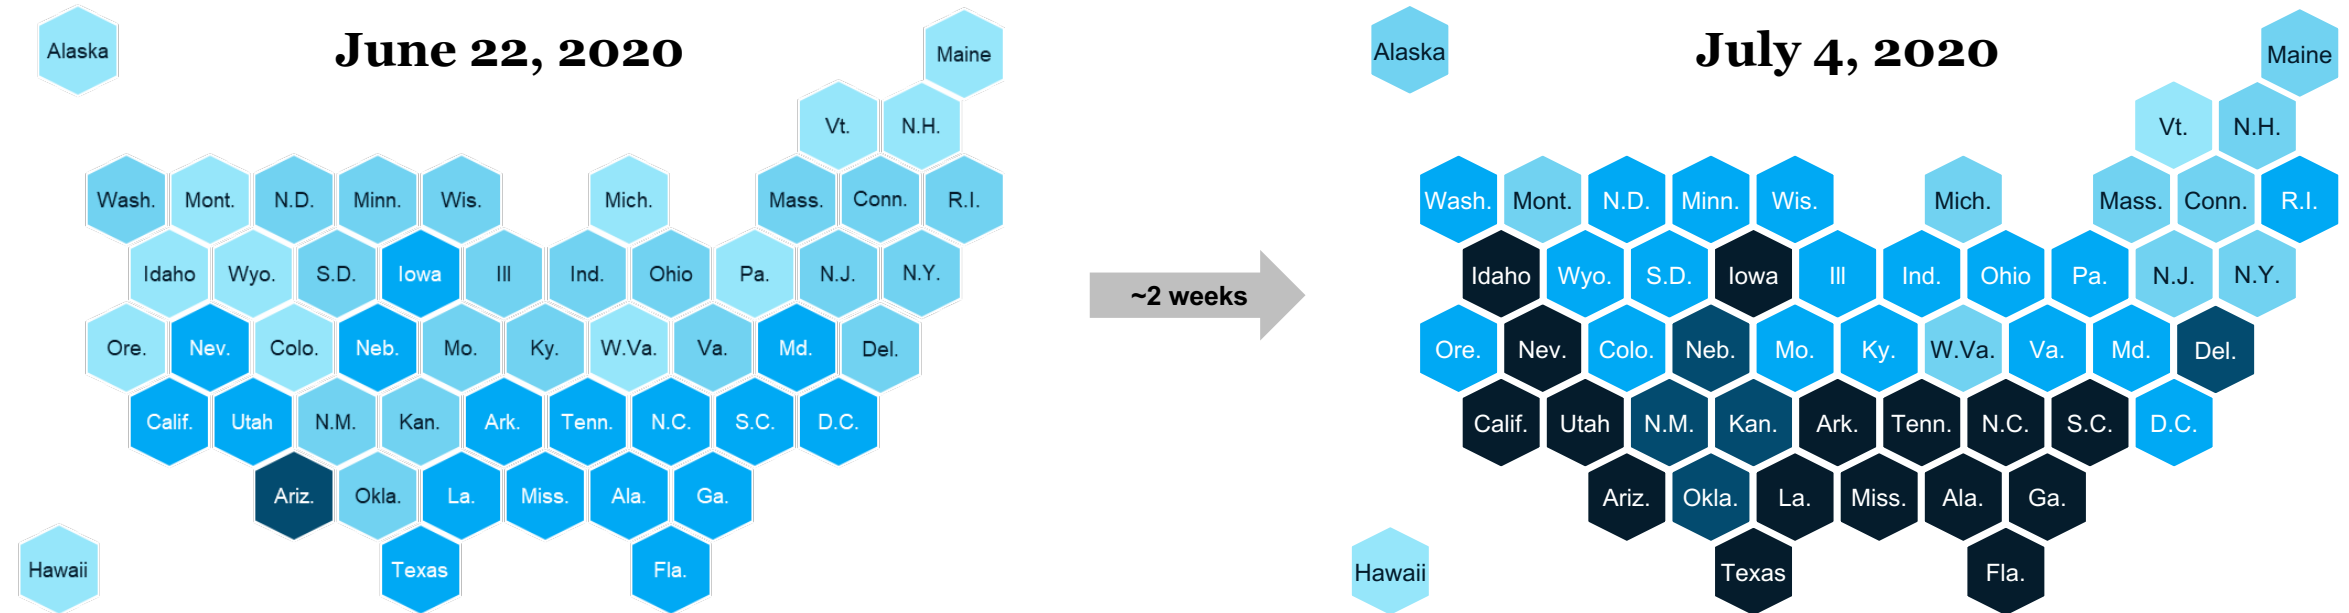 June 22, 2020
Alaska
Maine
Vt. N.H.
Wash. Mont. N.D. Minn. Wis. Mich. Mass. Conn. R.I.
Idaho Wyo. S.D. Iowa Ill Ind. Ohio Pa. N.J. N.Y.
Ore. Nev. Colo. Neb. Mo. Ky. W.Va. Va. Md. Del.
Calif. Utah N.M. Kan. Ark. Tenn. N.C. S.C. D.C.
Ariz. Okla. La. Miss. Ala. Ga.
Hawaii Texas Fla.
~2 weeks
July 4, 2020
Alaska
Maine
Vt. N.H.
Wash. Mont. N.D. Minn. Wis. Mich. Mass. Conn. R.I.
Idaho Wyo. S.D. Iowa Ill Ind. Ohio Pa. N.J. N.Y.
Ore. Nev. Colo. Neb. Mo. Ky. W.Va. Va. Md. Del.
Calif. Utah N.M. Kan. Ark. Tenn. N.C. S.C. D.C.
Ariz. Okla. La. Miss. Ala. Ga.
Hawaii Texas Fla.